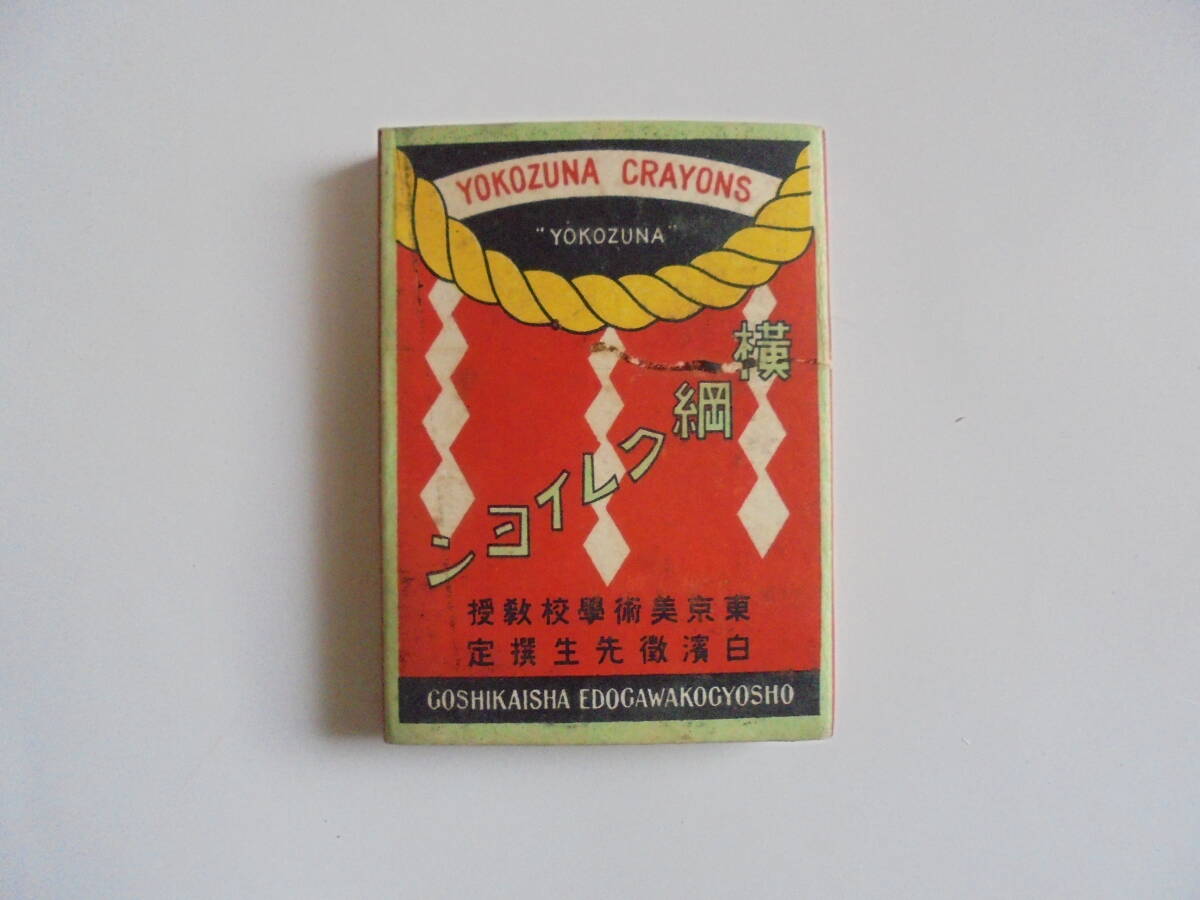 YOKOZUNA CRAYONS
"YOKOZUNA"
横綱クレイヨン
東京美術學校教授
白濱徴先生撰定
GOSHIKAISHA EDOGAWAKOGYOSHO